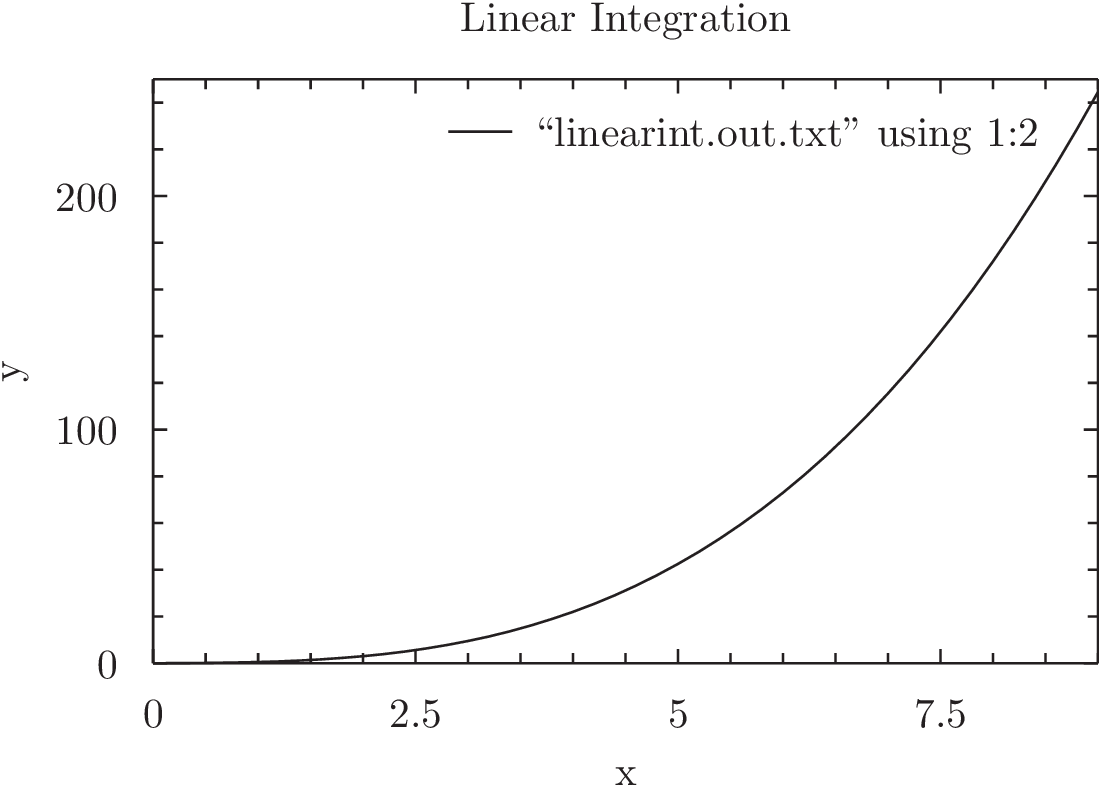 Linear Integration
“linearint.out.txt” using 1:2
200
y
100
0
0 2.5 5 7.5
x